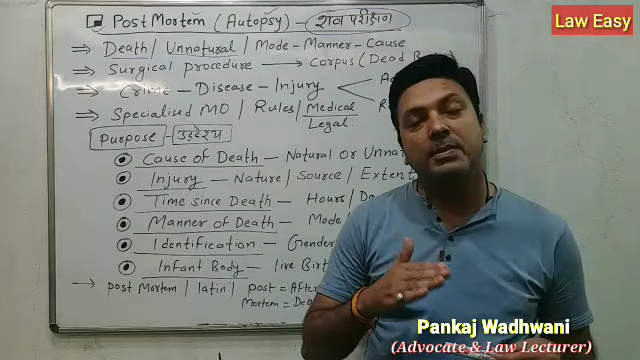 Post Mortem (Autopsy) - शव परीक्षण
Law Easy
⇒ Death / Unnatural / Mode - Manner - Cause
⇒ Surgical procedure → Corpus (Dead
⇒ Crime - Disease - Injury
⇒ Specialised MO / Rules / Medical Legal
Purpose - उद्देश्य
Cause of Death - Natural or
Injury - Nature / Source / Extent
Time Since Death - Hours /
Manner of Death - Mode /
Identification - Gender
Infant Body - live Birth
→ Post Mortem / latin / post = After
Mortem =
Pankaj Wadhwani
(Advocate & Law Lecturer)